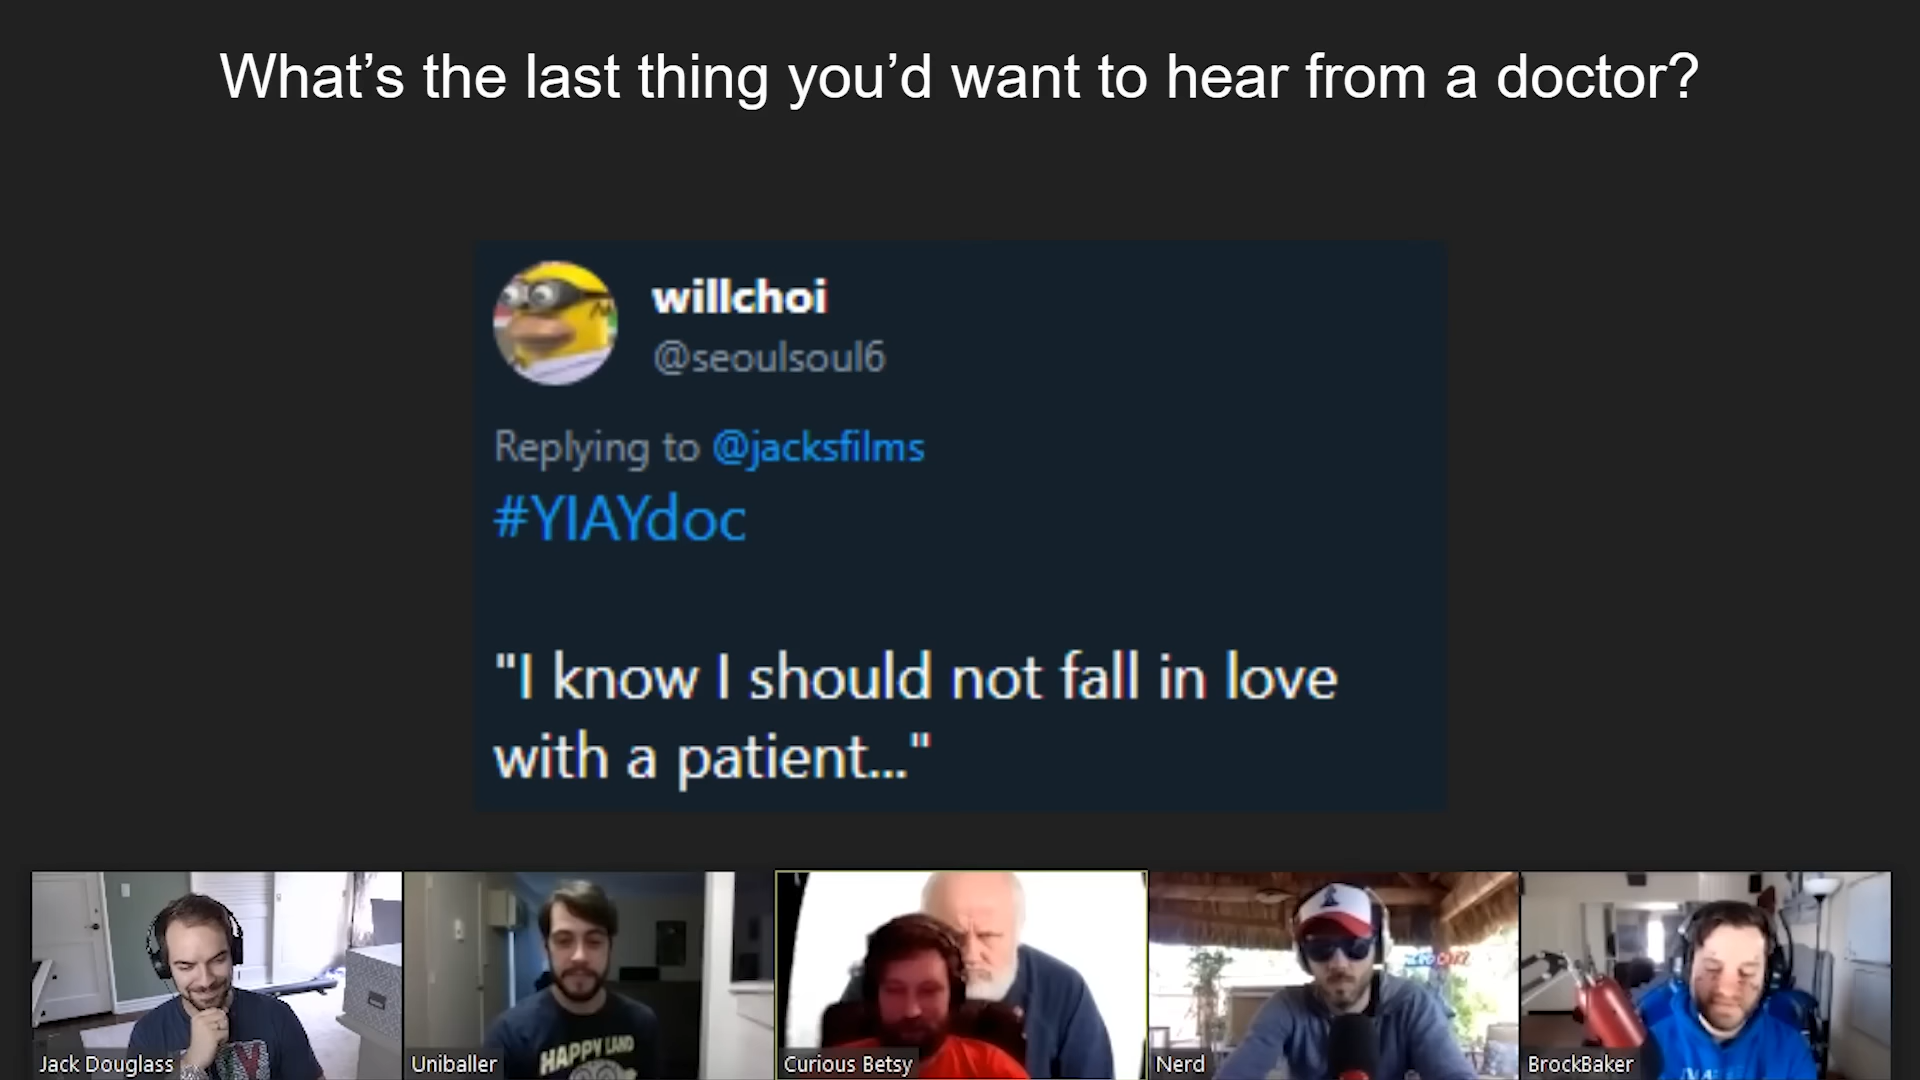 What’s the last thing you’d want to hear from a doctor?
willchoi
@seoulsoul6
Replying to @jacksfilms
#YIAYdoc
"I know I should not fall in love
with a patient..."
HAPPY LAND
Jack Douglass
Uniballer
Curious Betsy
Nerd
BrockBaker